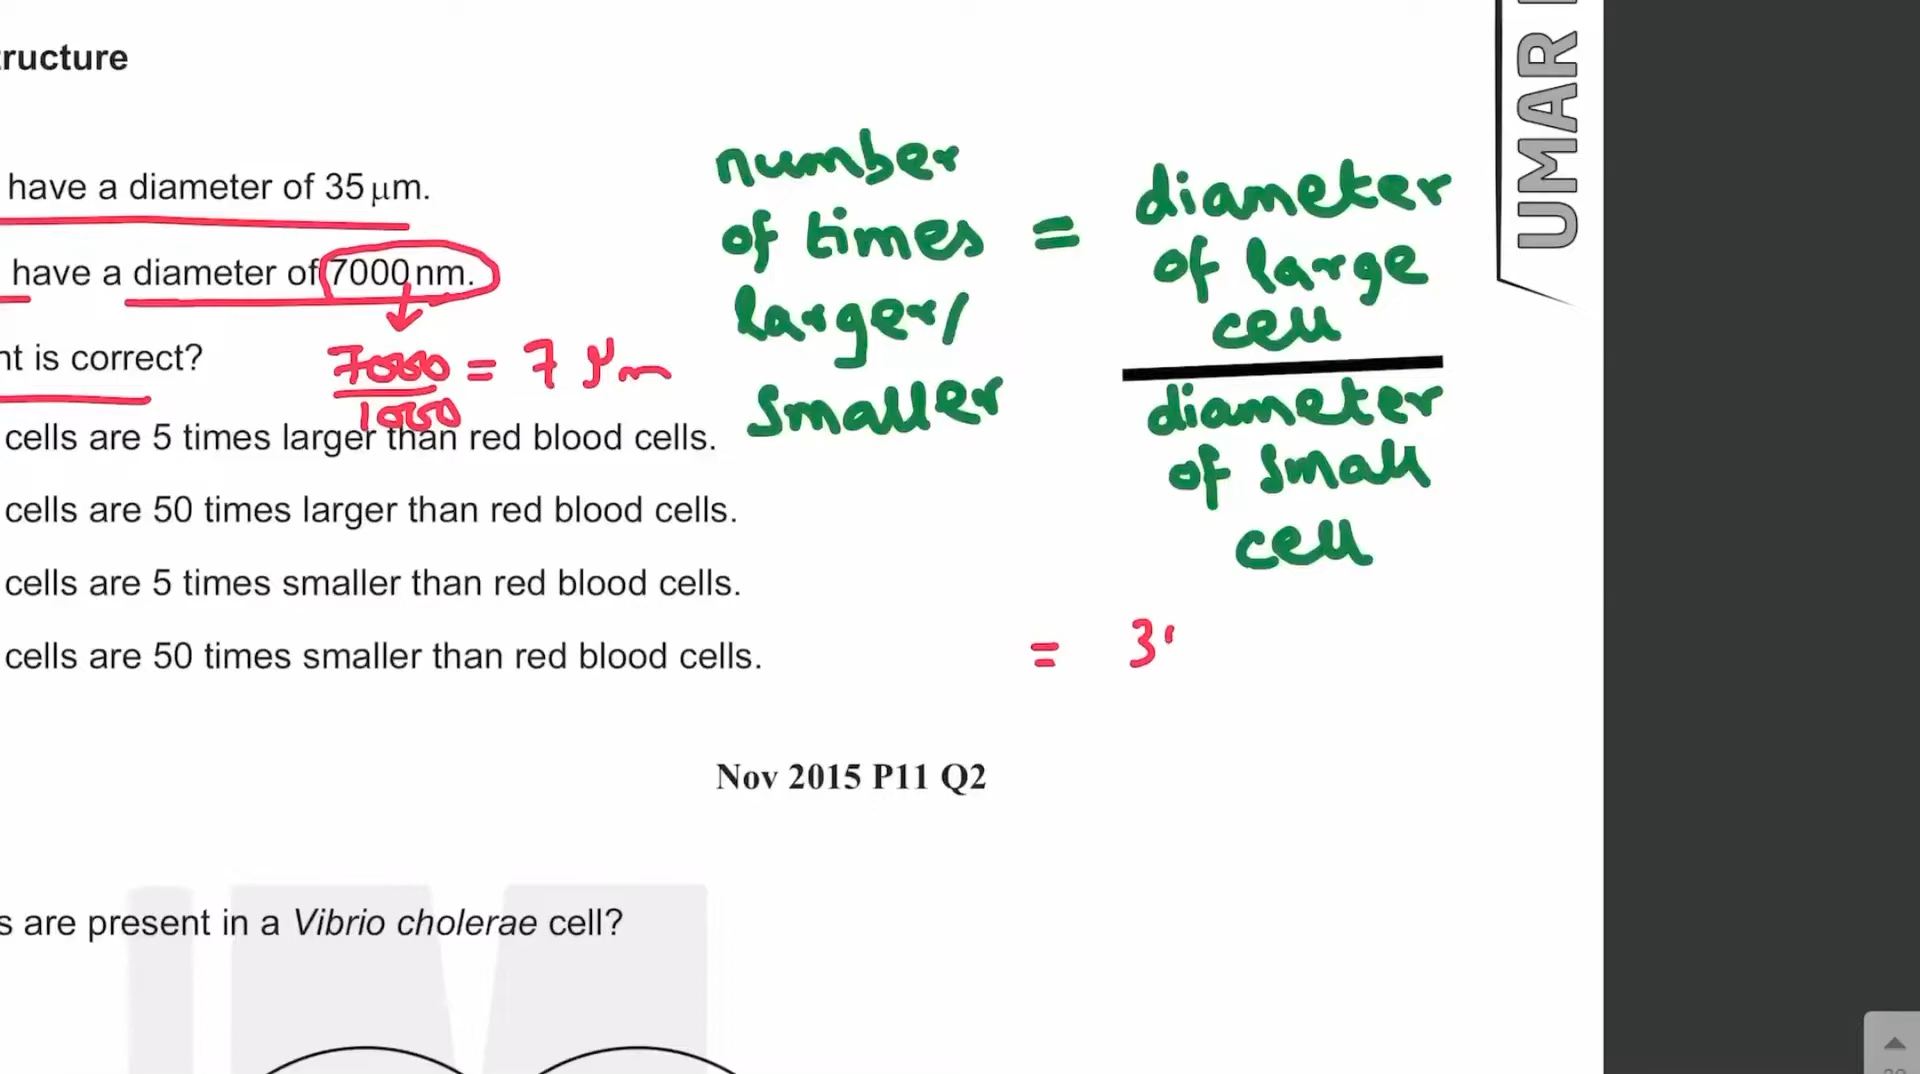 ructure
have a diameter of 35 µm.
have a diameter of 7000 nm.
7000/1000 = 7 µm
nt is correct?
cells are 5 times larger than red blood cells.
cells are 50 times larger than red blood cells.
cells are 5 times smaller than red blood cells.
cells are 50 times smaller than red blood cells.
number
of times
larger/
smaller
=
diameter
of large
cell
diameter
of small
cell
= 3
Nov 2015 P11 Q2
s are present in a Vibrio cholerae cell?
UMAR